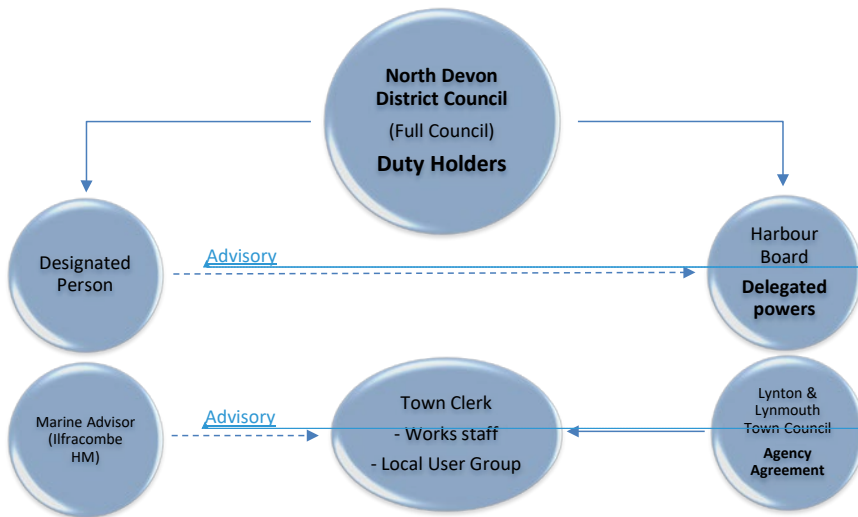 North Devon
District Council
(Full Council)
Duty Holders
Designated
Person
Advisory
Harbour
Board
Delegated
powers
Marine Advisor
(Ilfracombe
HM)
Advisory
Town Clerk
- Works staff
- Local User Group
Lynton &
Lynmouth
Town Council
Agency
Agreement